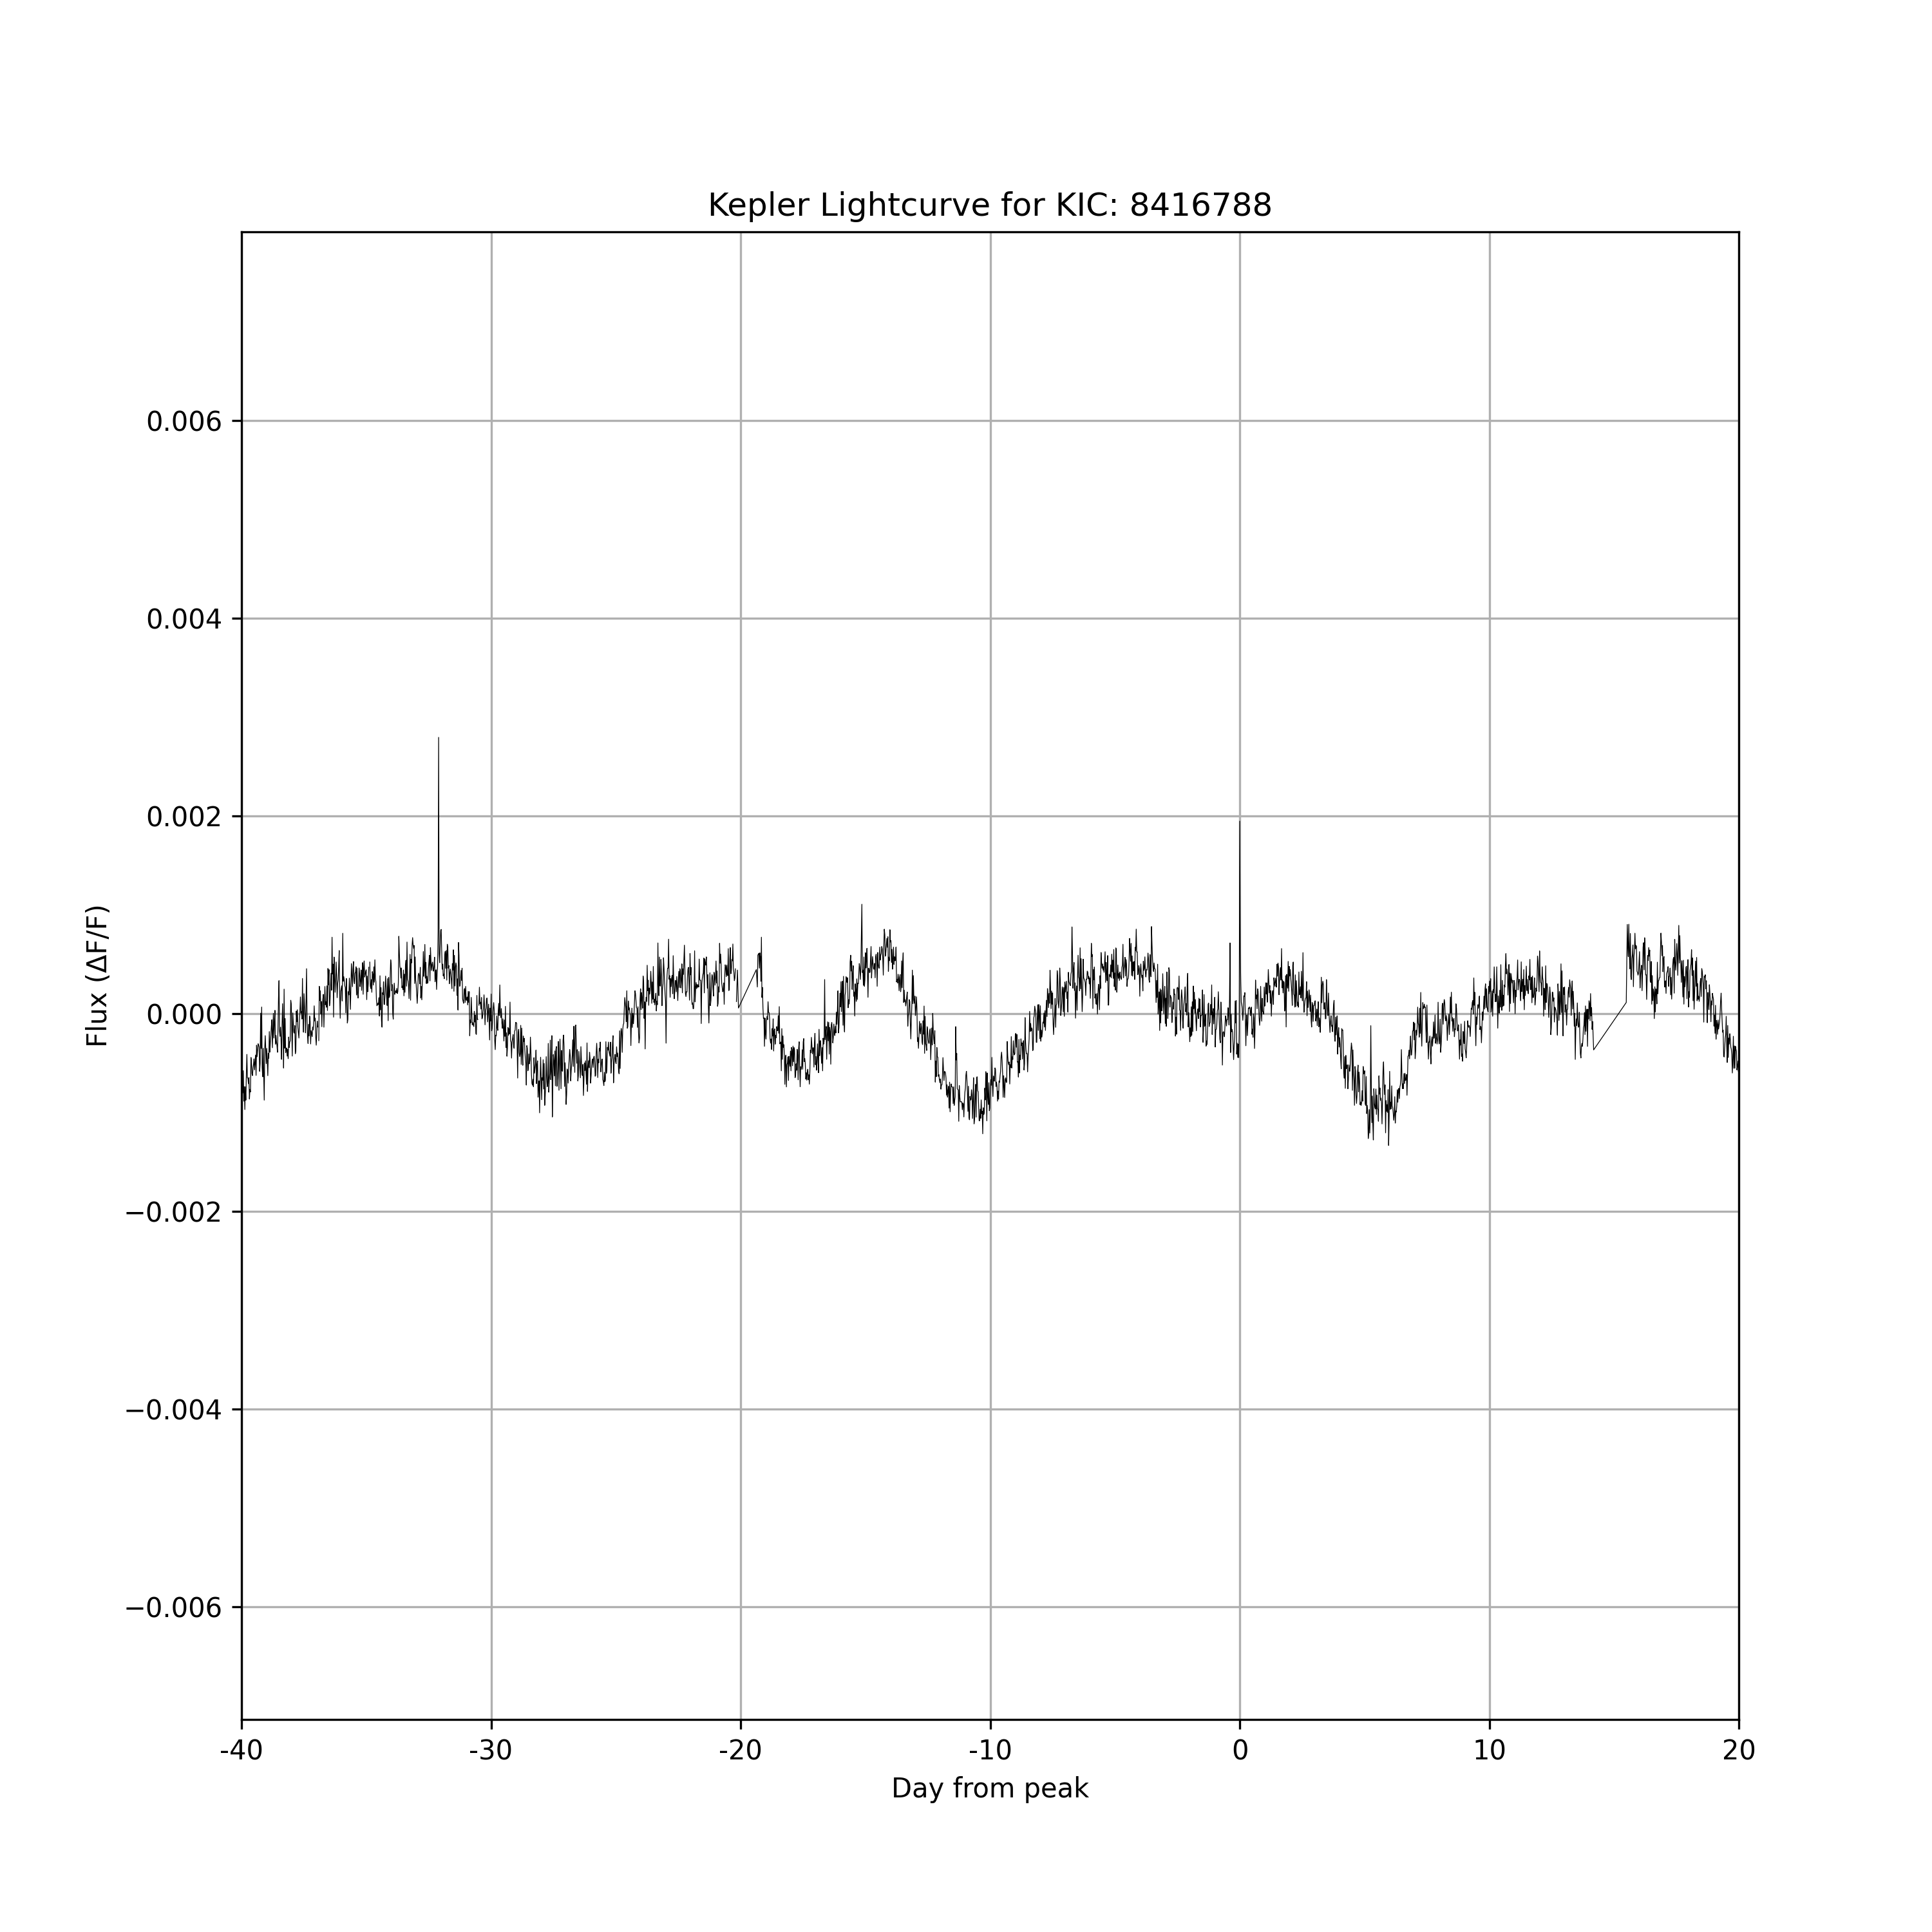 Kepler Lightcurve for KIC: 8416788
0.006
0.004
0.002
0.000
−0.002
−0.004
−0.006
Flux (ΔF/F)
-40 -30 -20 -10 0 10 20
Day from peak